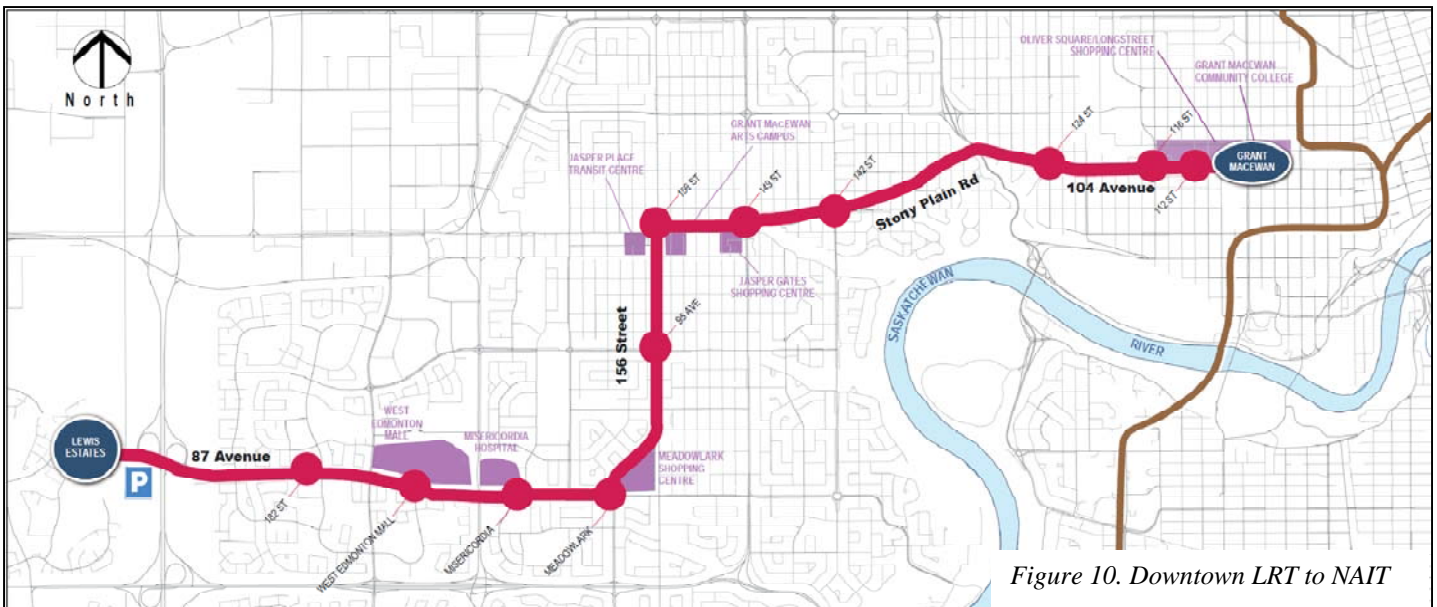 North
OLIVER SQUARE/LONGSTREET
SHOPPING CENTRE
GRANT MACEWAN
COMMUNITY COLLEGE
GRANT MACEWAN
ARTS CAMPUS
JASPER PLACE
TRANSIT CENTRE
124 ST
116 ST
112 ST
GRANT
MACEWAN
104 Avenue
142 ST
149 ST
156 ST
Stony Plain Rd
JASPER GATES
SHOPPING CENTRE
SASKATCHEWAN
RIVER
156 Street
95 AVE
WEST
EDMONTON
MALL
MISERICORDIA
HOSPITAL
MEADOWLARK
SHOPPING
CENTRE
LEWIS
ESTATES
P
87 Avenue
182 ST
WEST EDMONTON MALL
MISERICORDIA
MEADOWLARK
Figure 10. Downtown LRT to NAIT